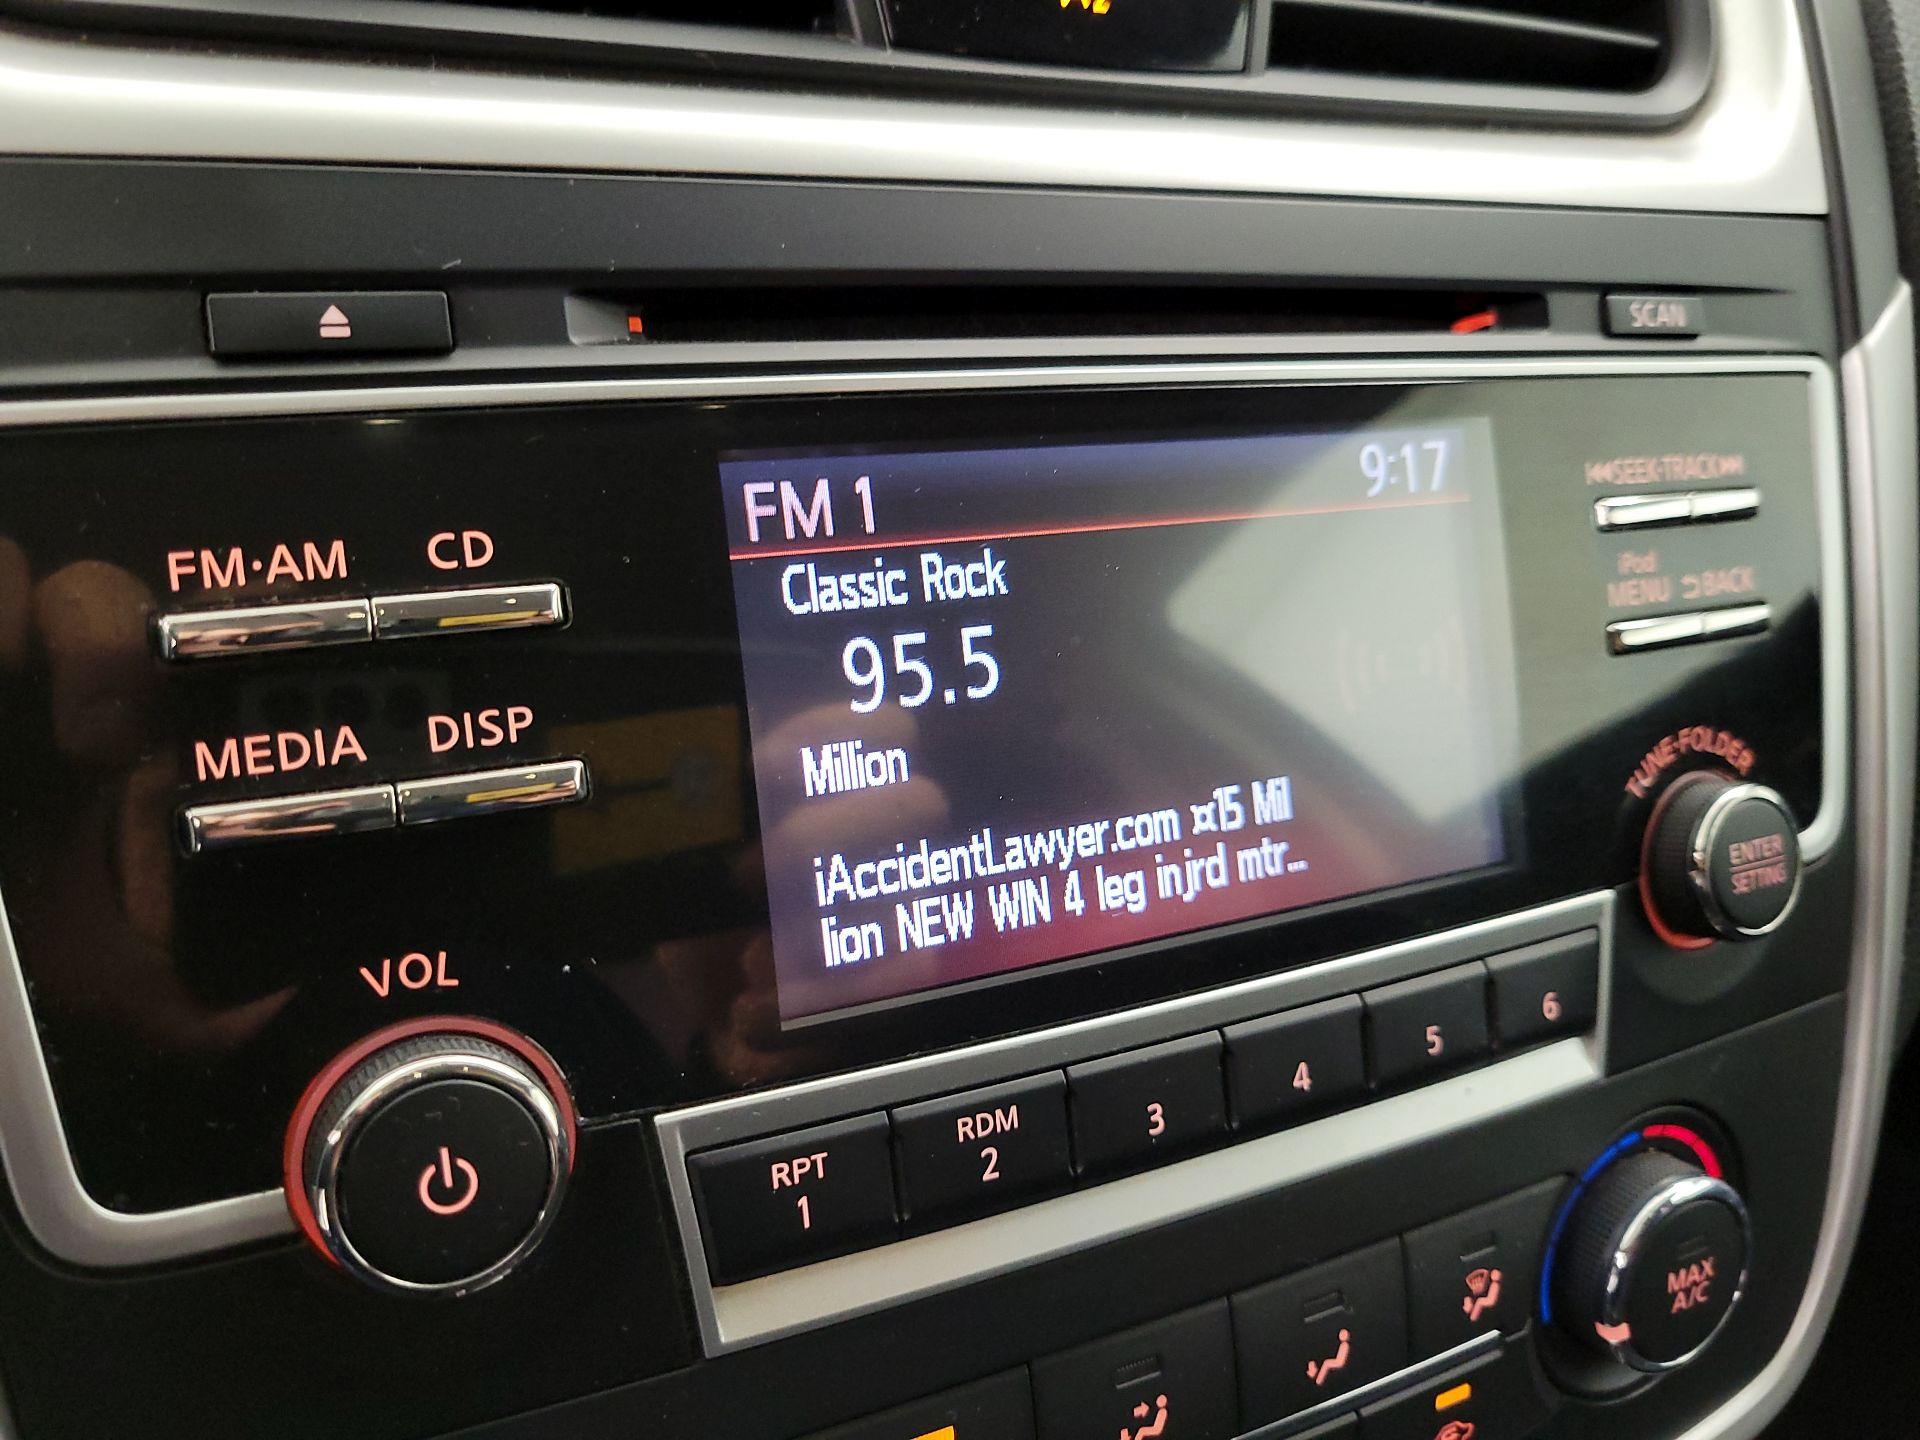 SCAN
FM 1
9:17
SEEK·TRACK
FM·AM
CD
Classic Rock
iPod
MENU BACK
95.5
MEDIA
DISP
Million
TUNE·FOLDER
iAccidentLawyer.com ¤15 Mil
lion NEW WIN 4 leg injrd mtr...
ENTER
SETTING
VOL
RPT
1
RDM
2
3
4
5
6
MAX
A/C